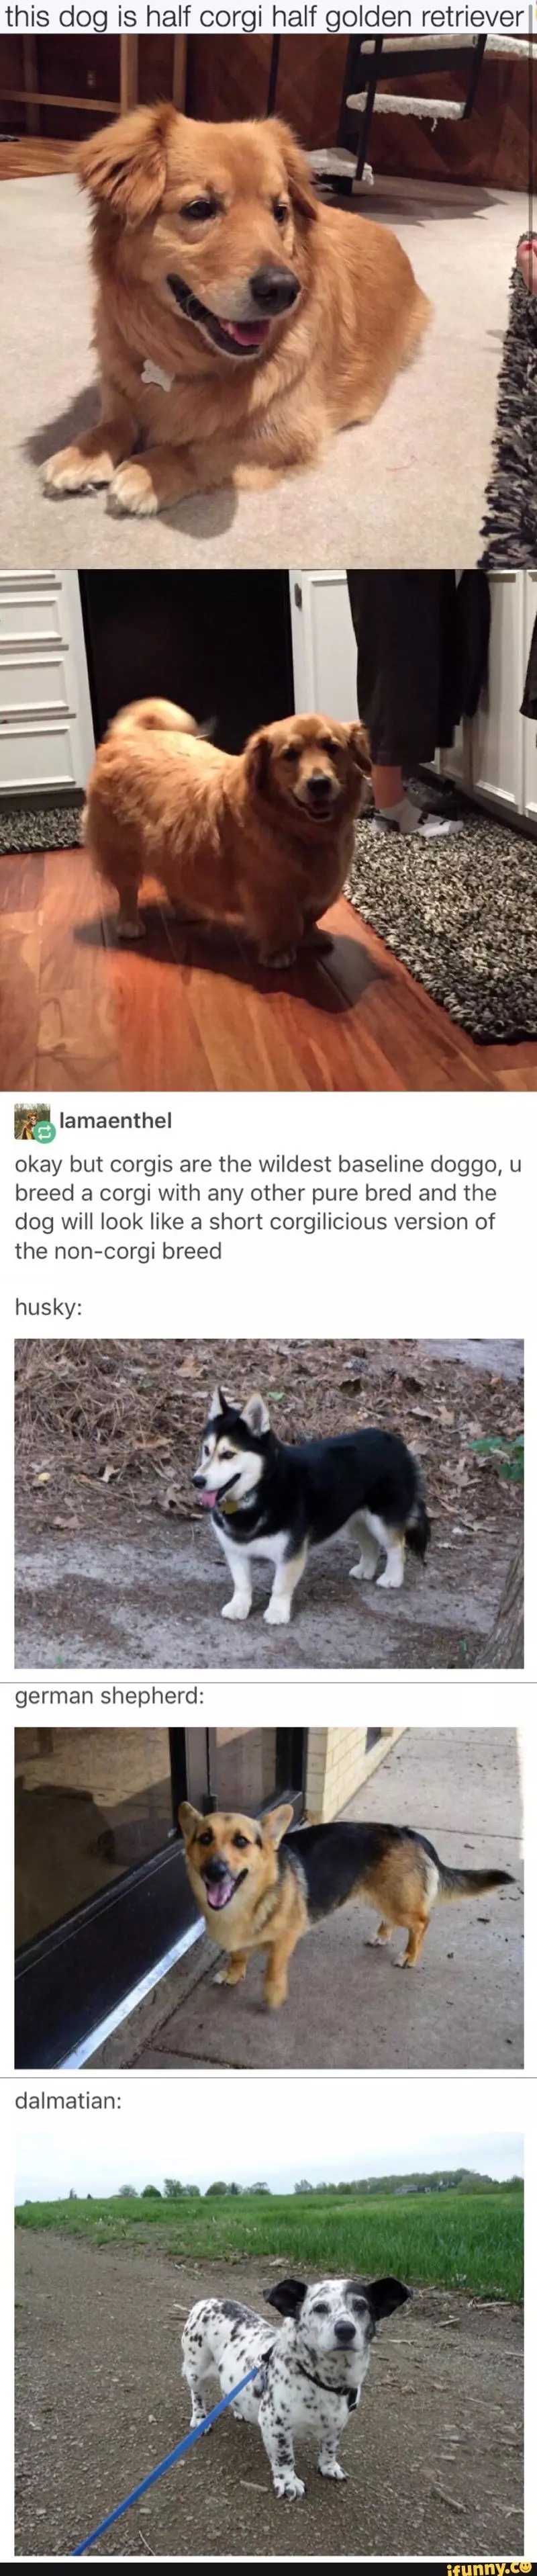 this dog is half corgi half golden retriever
lamaenthel
okay but corgis are the wildest baseline doggo, u
breed a corgi with any other pure bred and the
dog will look like a short corgilicious version of
the non-corgi breed
husky:
german shepherd:
dalmatian:
ifunny.co